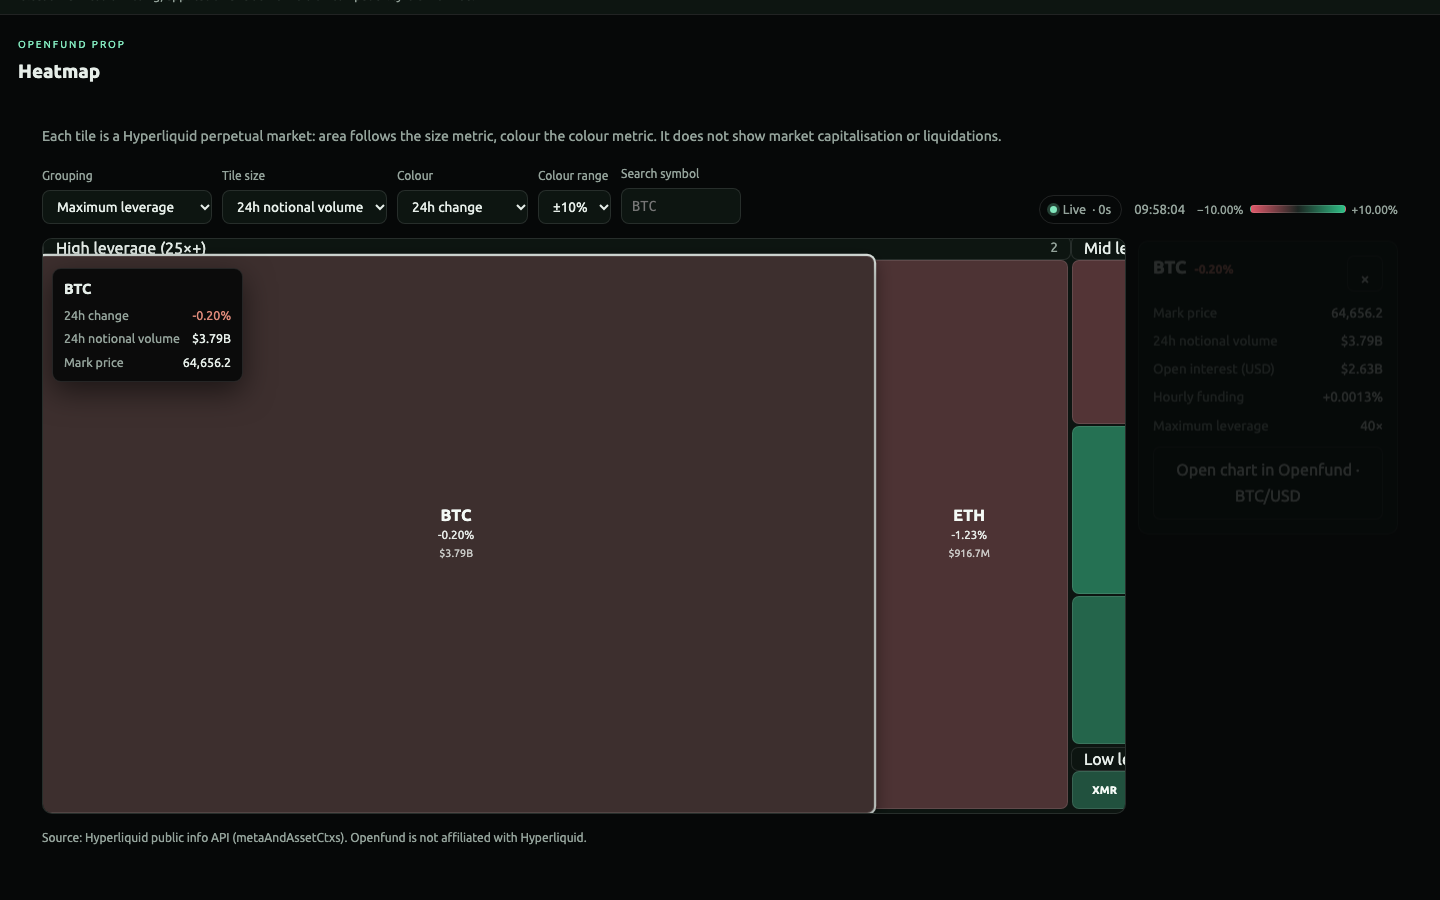 OPENFUND PROP
Heatmap
Each tile is a Hyperliquid perpetual market: area follows the size metric, colour the colour metric. It does not show market capitalisation or liquidations.
Grouping
Tile size
Colour
Colour range
Search symbol
Maximum leverage
24h notional volume
24h change
±10%
BTC
Live · 0s
09:58:04
−10.00%
+10.00%
High leverage (25×+)
2
Mid le
BTC
24h change -0.20%
24h notional volume $3.79B
Mark price 64,656.2
BTC
-0.20%
$3.79B
ETH
-1.23%
$916.7M
Low le
XMR
BTC -0.20%
×
Mark price 64,656.2
24h notional volume $3.79B
Open interest (USD) $2.63B
Hourly funding +0.0013%
Maximum leverage 40×
Open chart in Openfund ·
BTC/USD
Source: Hyperliquid public info API (metaAndAssetCtxs). Openfund is not affiliated with Hyperliquid.